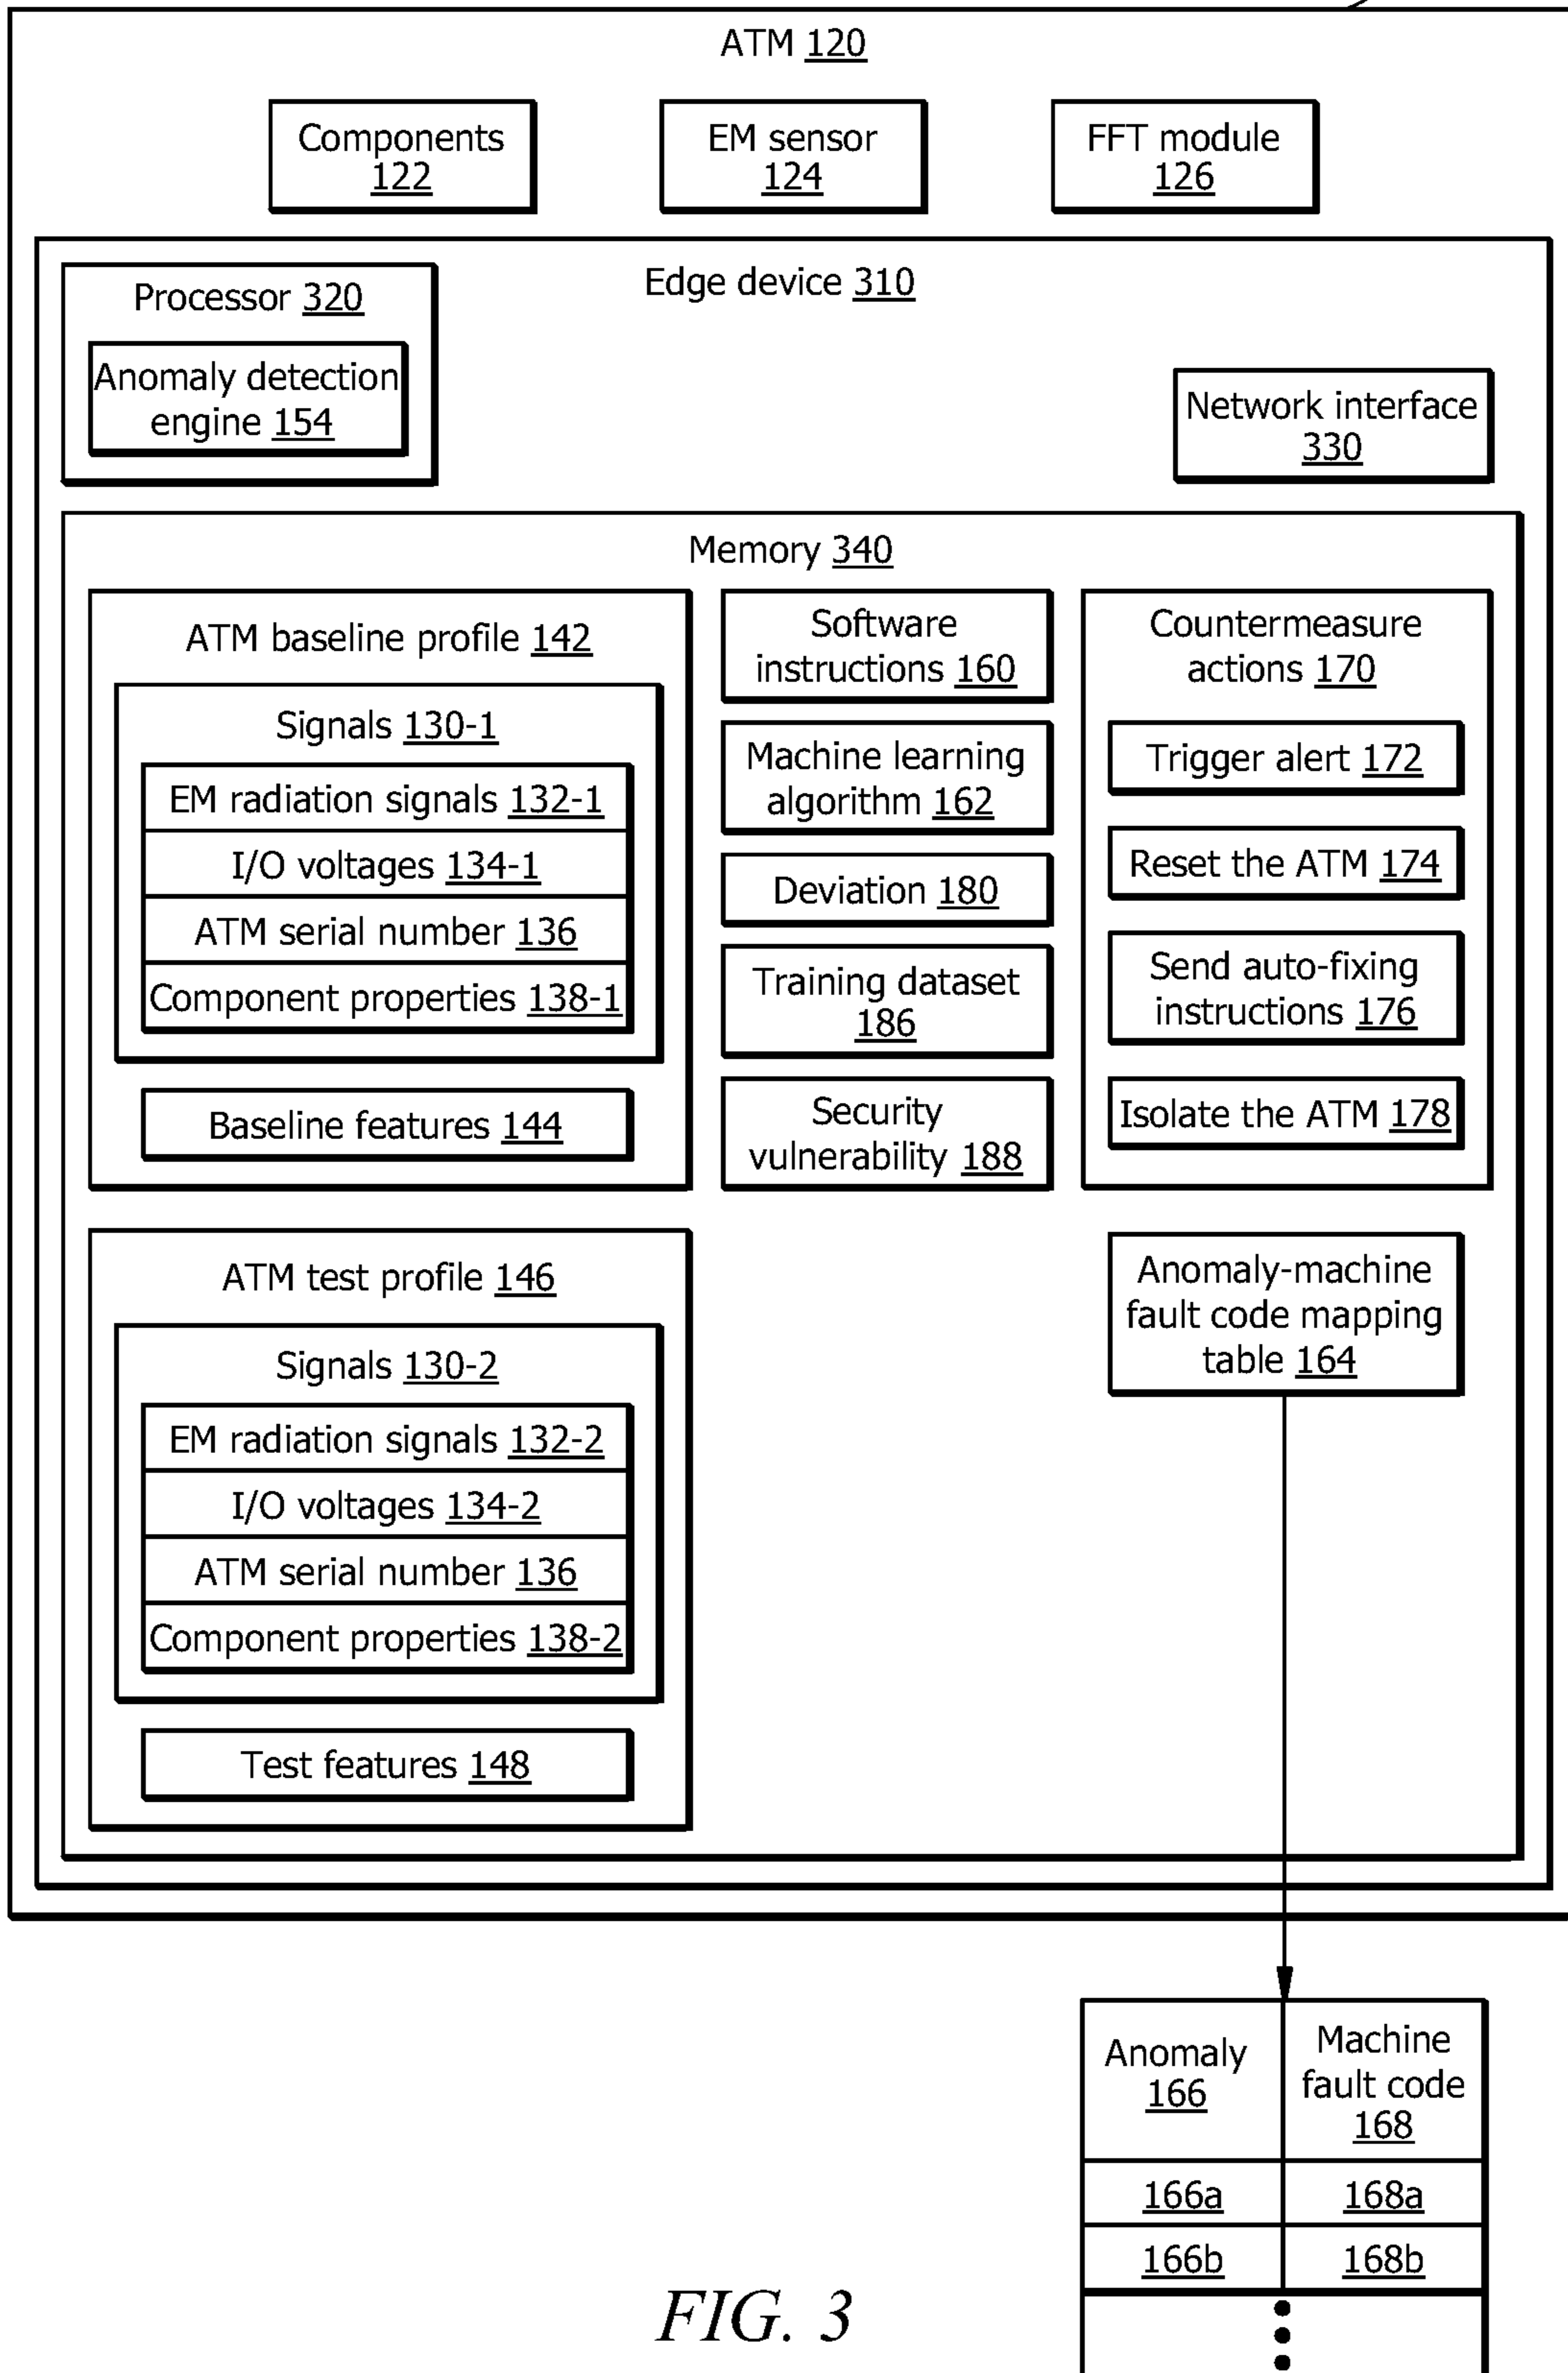 ATM 120
Components
122
EM sensor
124
FFT module
126
Edge device 310
Processor 320
Anomaly detection
engine 154
Network interface
330
Memory 340
ATM baseline profile 142
Signals 130-1
EM radiation signals 132-1
I/O voltages 134-1
ATM serial number 136
Component properties 138-1
Baseline features 144
Software
instructions 160
Machine learning
algorithm 162
Deviation 180
Training dataset
186
Security
vulnerability 188
Countermeasure
actions 170
Trigger alert 172
Reset the ATM 174
Send auto-fixing
instructions 176
Isolate the ATM 178
ATM test profile 146
Signals 130-2
EM radiation signals 132-2
I/O voltages 134-2
ATM serial number 136
Component properties 138-2
Test features 148
Anomaly-machine
fault code mapping
table 164
Anomaly
166
Machine
fault code
168
166a
168a
166b
168b
FIG. 3